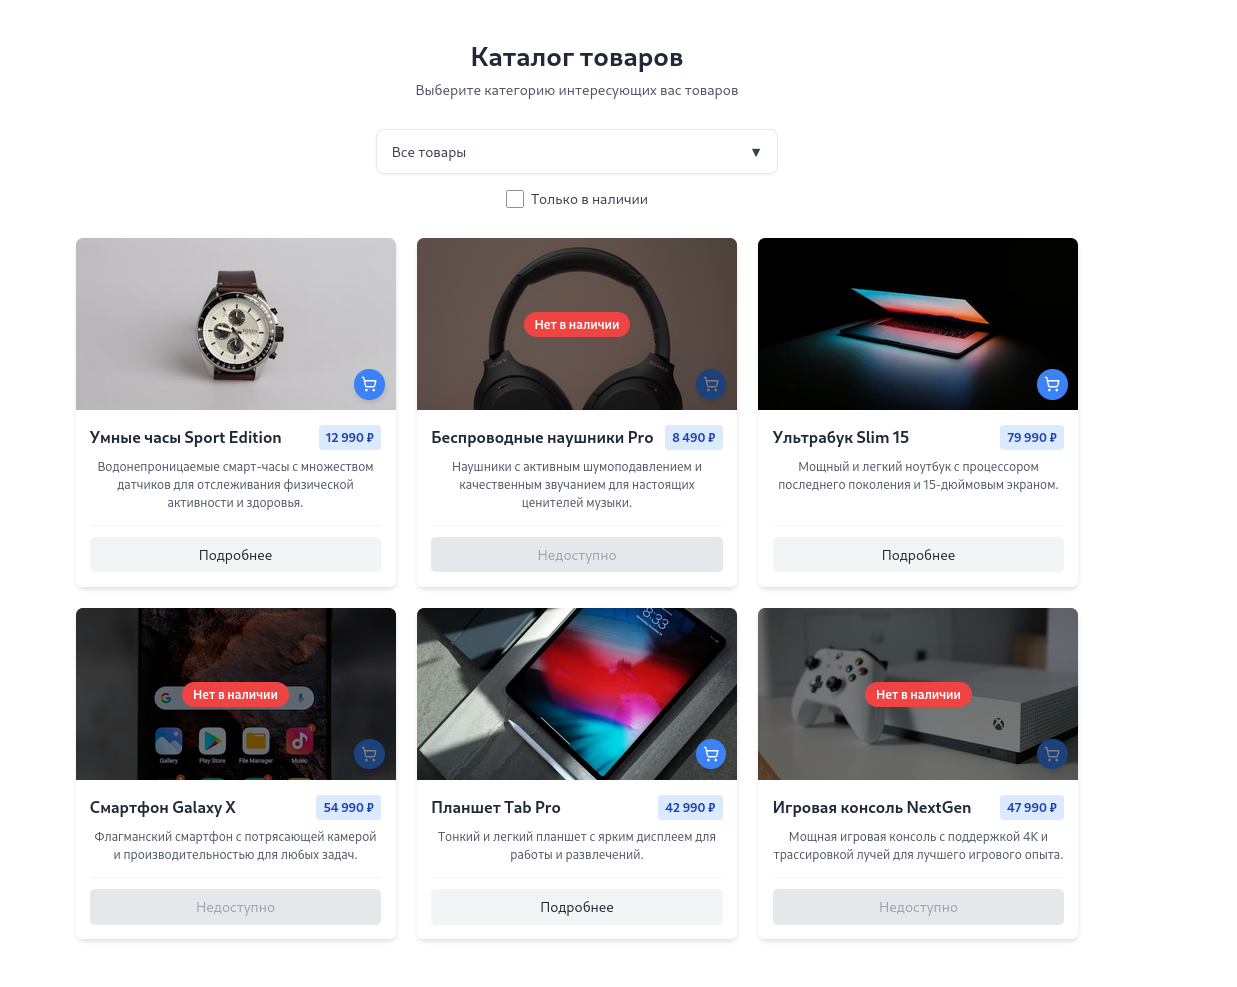 Каталог товаров
Выберите категорию интересующих вас товаров
Все товары ▼
Только в наличии
Нет в наличии
Умные часы Sport Edition
12 990 ₽
Водонепроницаемые смарт-часы с множеством
датчиков для отслеживания физической
активности и здоровья.
Подробнее
SONY
SONY
Беспроводные наушники Pro
8 490 ₽
Наушники с активным шумоподавлением и
качественным звучанием для настоящих
ценителей музыки.
Недоступно
Ультрабук Slim 15
79 990 ₽
Мощный и легкий ноутбук с процессором
последнего поколения и 15-дюймовым экраном.
Подробнее
Нет в наличии
Gallery
Play Store
File Manager
Music
Смартфон Galaxy X
54 990 ₽
Флагманский смартфон с потрясающей камерой
и производительностью для любых задач.
Недоступно
8:33
Планшет Tab Pro
42 990 ₽
Тонкий и легкий планшет с ярким дисплеем для
работы и развлечений.
Подробнее
Нет в наличии
Игровая консоль NextGen
47 990 ₽
Мощная игровая консоль с поддержкой 4K и
трассировкой лучей для лучшего игрового опыта.
Недоступно